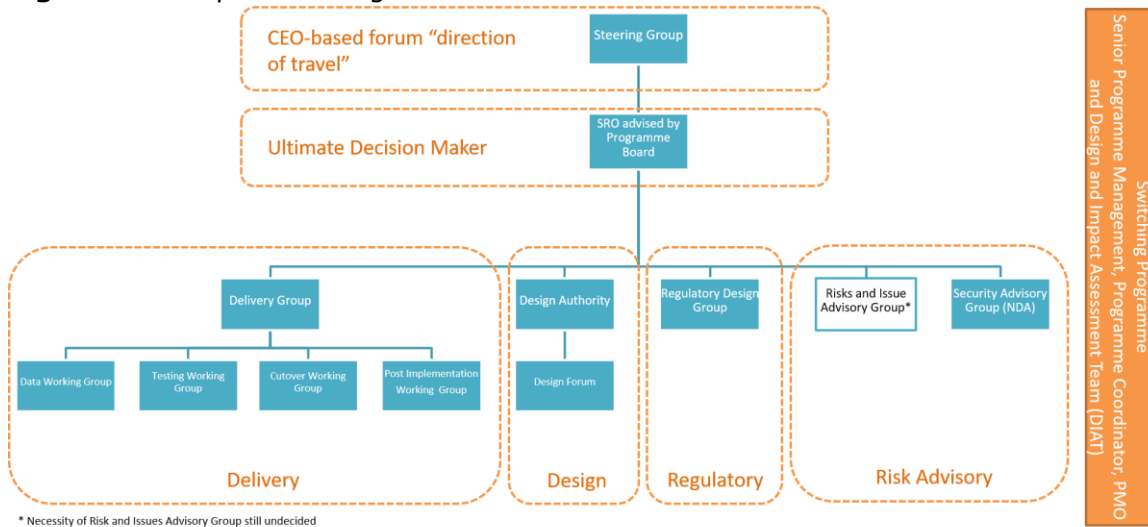 CEO-based forum “direction
of travel”
Steering Group
Ultimate Decision Maker
SRO advised by
Programme
Board
Delivery Group
Design Authority
Regulatory Design
Group
Risks and Issue
Advisory Group*
Security Advisory
Group (NDA)
Data Working Group
Testing Working
Group
Cutover Working
Group
Post Implementation
Working Group
Design Forum
Delivery
Design
Regulatory
Risk Advisory
* Necessity of Risk and Issues Advisory Group still undecided
Switching Programme
Senior Programme Management, Programme Coordinator, PMO
and Design and Impact Assessment Team (DIAT)